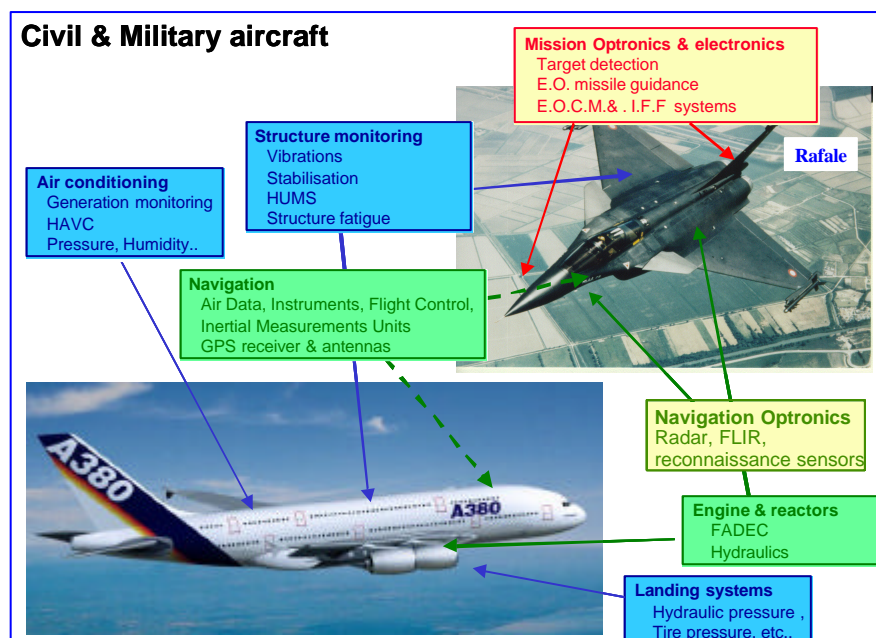 Civil & Military aircraft
Mission Optronics & electronics
Target detection
E.O. missile guidance
E.O.C.M.& . I.F.F systems
Structure monitoring
Vibrations
Stabilisation
HUMS
Structure fatigue
Rafale
Air conditioning
Generation monitoring
HAVC
Pressure, Humidity..
Navigation
Air Data, Instruments, Flight Control,
Inertial Measurements Units
GPS receiver & antennas
Navigation Optronics
Radar, FLIR,
reconnaissance sensors
A380
A380
Engine & reactors
FADEC
Hydraulics
Landing systems
Hydraulic pressure ,
Tire pressure, etc..